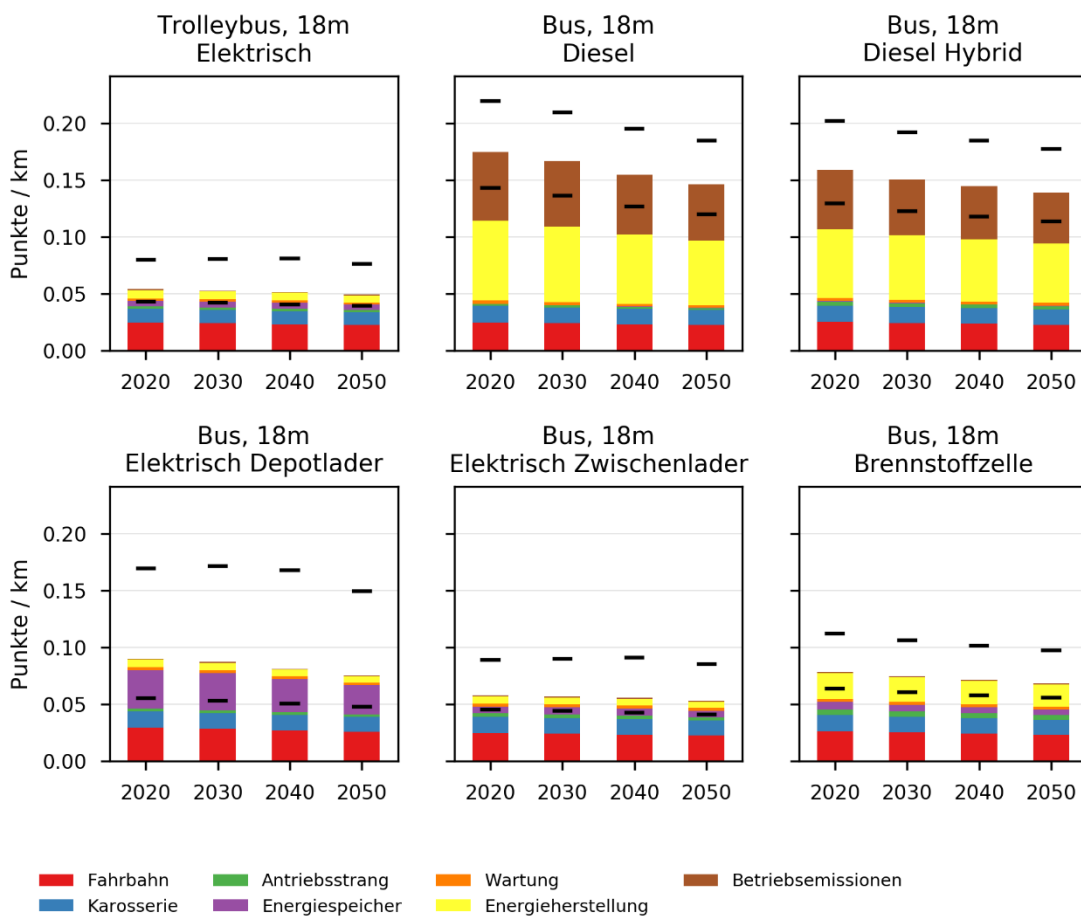 Trolleybus, 18m
Elektrisch
Bus, 18m
Diesel
Bus, 18m
Diesel Hybrid
Punkte / km
0.20
0.15
0.10
0.05
0.00
2020 2030 2040 2050
2020 2030 2040 2050
2020 2030 2040 2050
Bus, 18m
Elektrisch Depotlader
Bus, 18m
Elektrisch Zwischenlader
Bus, 18m
Brennstoffzelle
Punkte / km
0.20
0.15
0.10
0.05
0.00
2020 2030 2040 2050
2020 2030 2040 2050
2020 2030 2040 2050
Fahrbahn
Karosserie
Antriebsstrang
Energiespeicher
Wartung
Energieherstellung
Betriebsemissionen